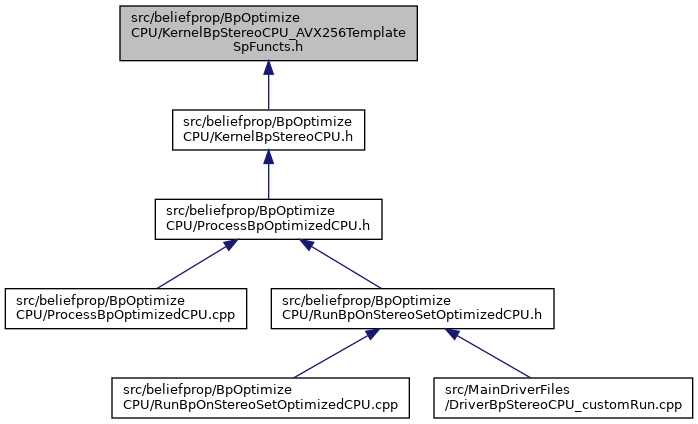 src/beliefprop/BpOptimize
CPU/KernelBpStereoCPU_AVX256Template
SpFuncts.h
src/beliefprop/BpOptimize
CPU/KernelBpStereoCPU.h
src/beliefprop/BpOptimize
CPU/ProcessBpOptimizedCPU.h
src/beliefprop/BpOptimize
CPU/ProcessBpOptimizedCPU.cpp
src/beliefprop/BpOptimize
CPU/RunBpOnStereoSetOptimizedCPU.h
src/beliefprop/BpOptimize
CPU/RunBpOnStereoSetOptimizedCPU.cpp
src/MainDriverFiles
/DriverBpStereoCPU_customRun.cpp